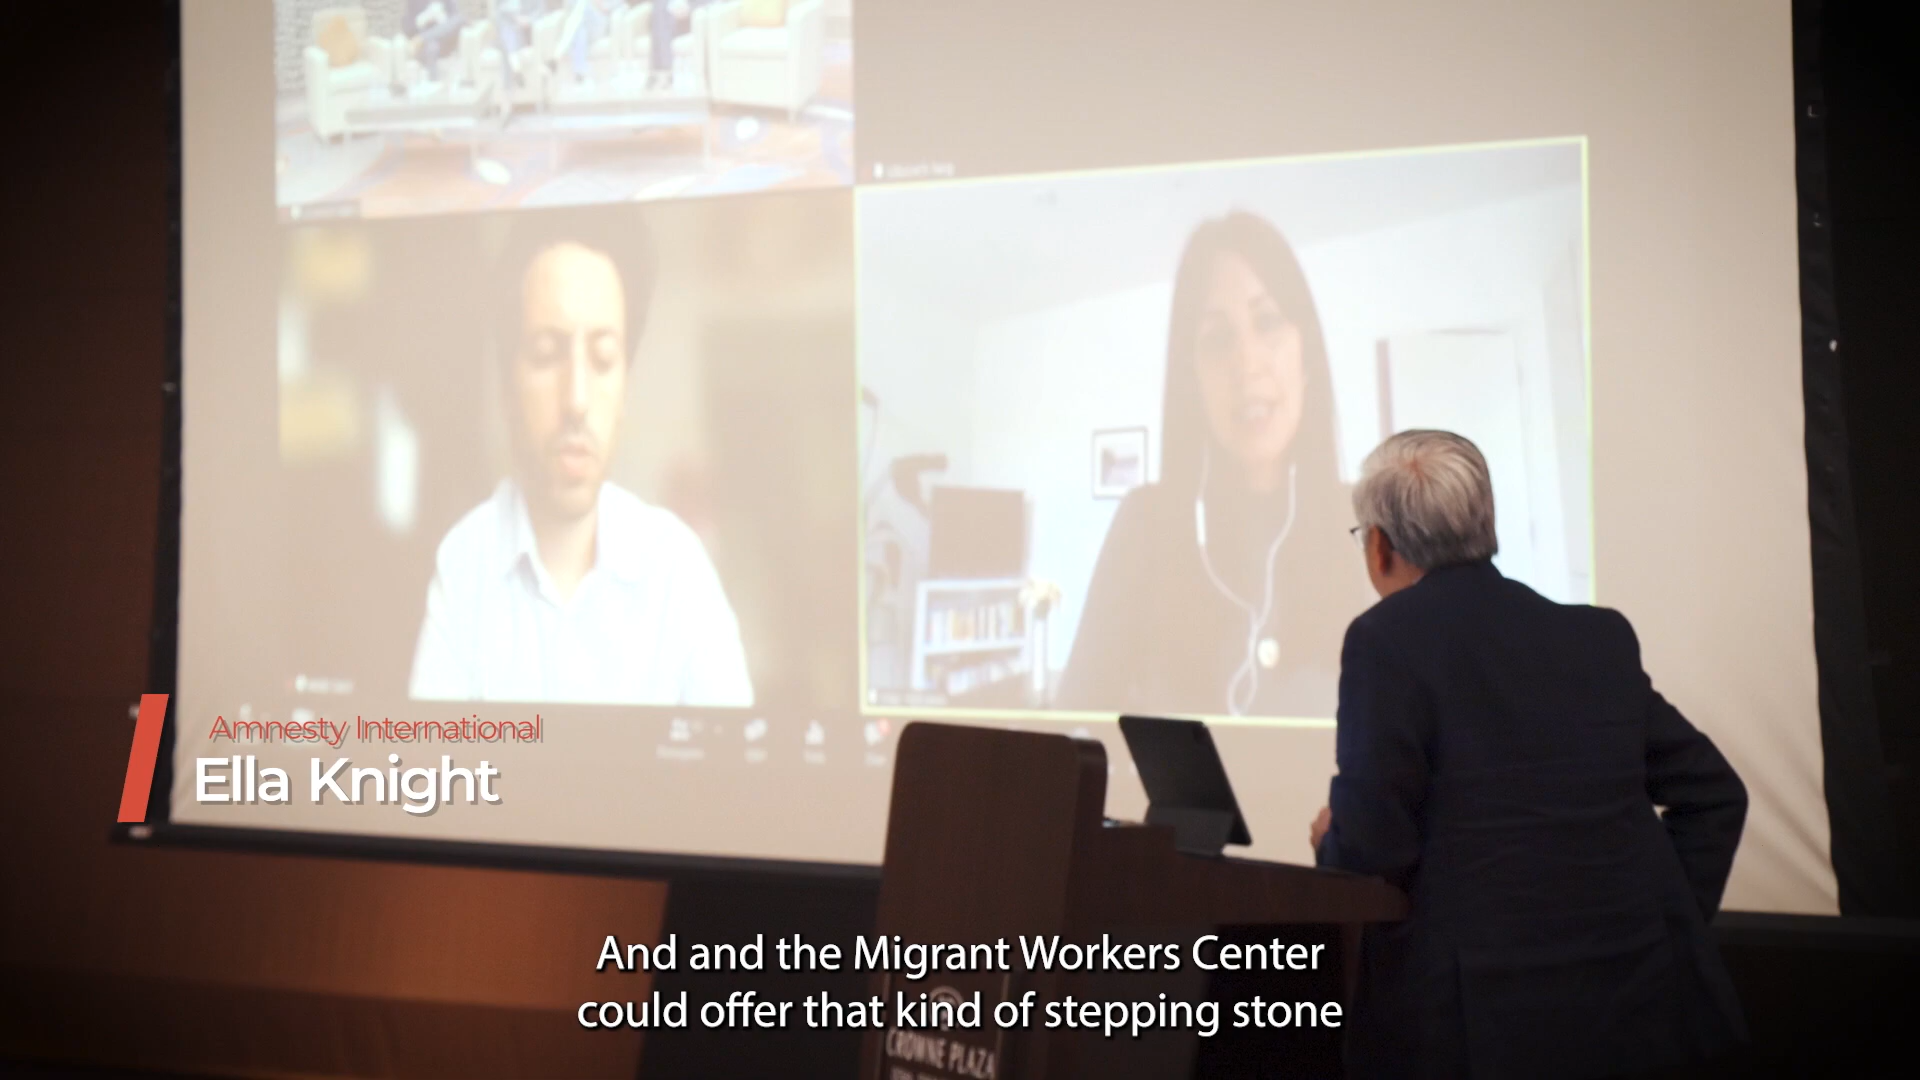 Amnesty International
Ella Knight
And and the Migrant Workers Center
could offer that kind of stepping stone
CROWNE PLAZA